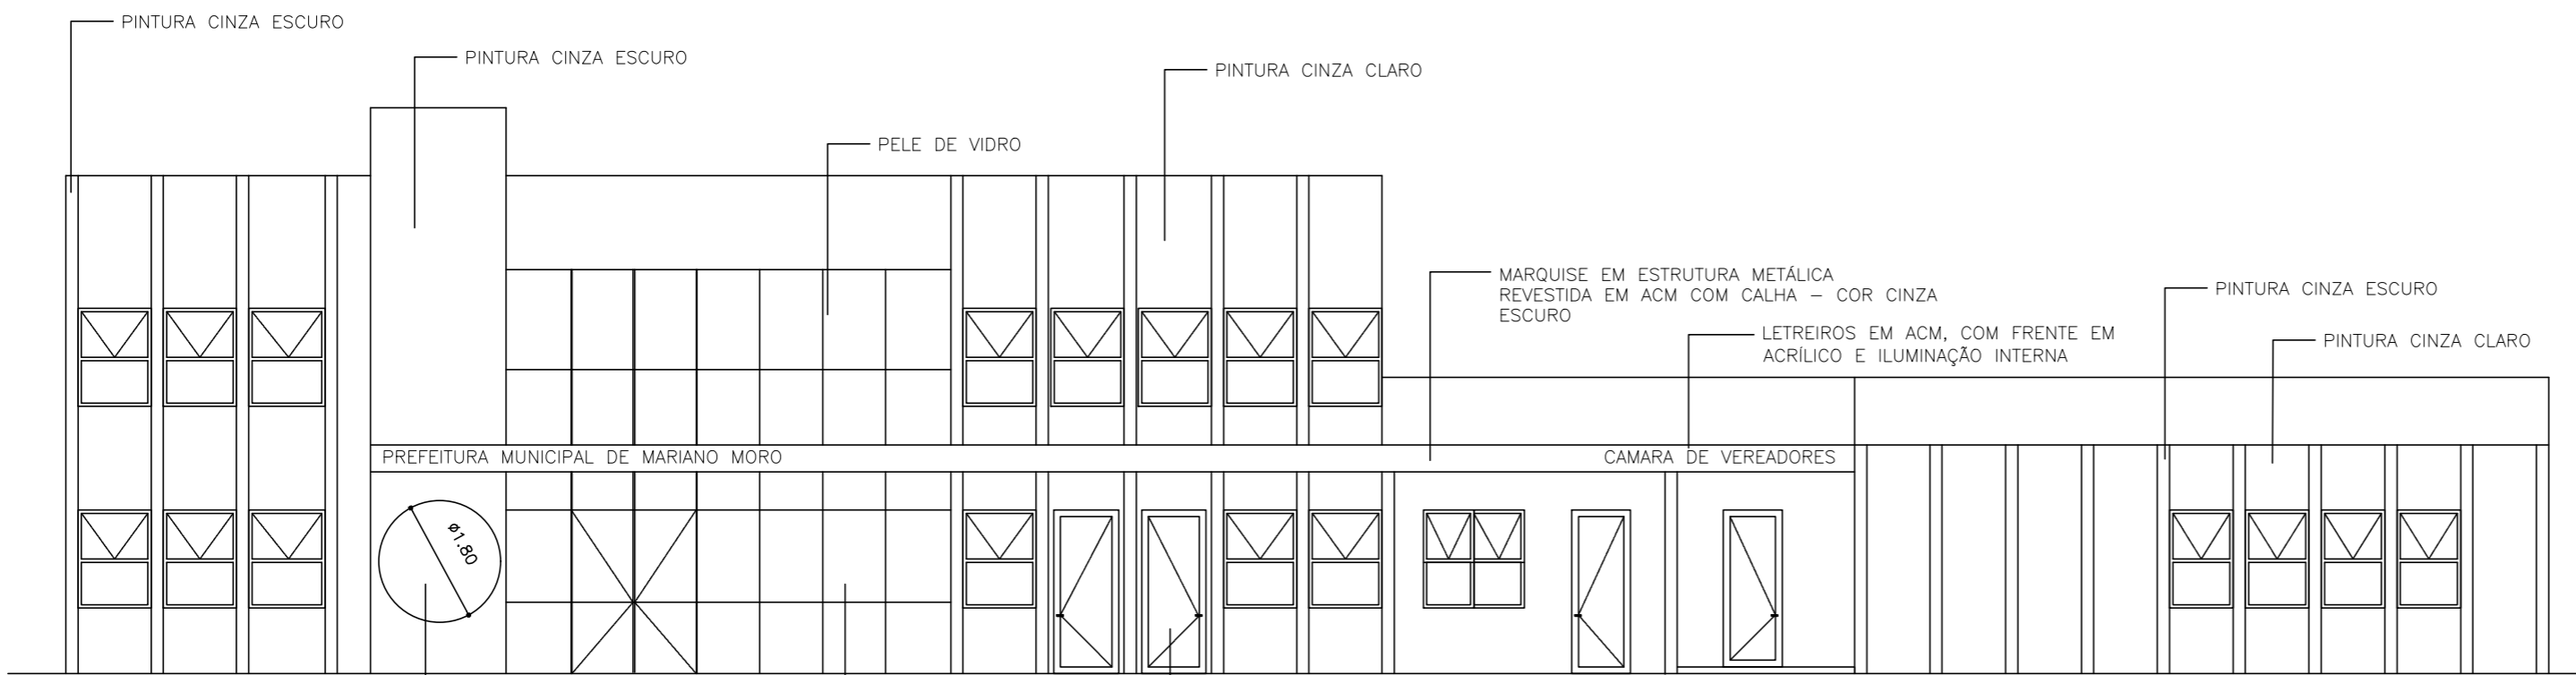 PINTURA CINZA ESCURO
PINTURA CINZA ESCURO
PINTURA CINZA CLARO
PELE DE VIDRO
MARQUISE EM ESTRUTURA METÁLICA
REVESTIDA EM ACM COM CALHA – COR CINZA
ESCURO
PINTURA CINZA ESCURO
LETREIROS EM ACM, COM FRENTE EM
ACRÍLICO E ILUMINAÇÃO INTERNA
PINTURA CINZA CLARO
PREFEITURA MUNICIPAL DE MARIANO MORO
CAMARA DE VEREADORES
ø1.80